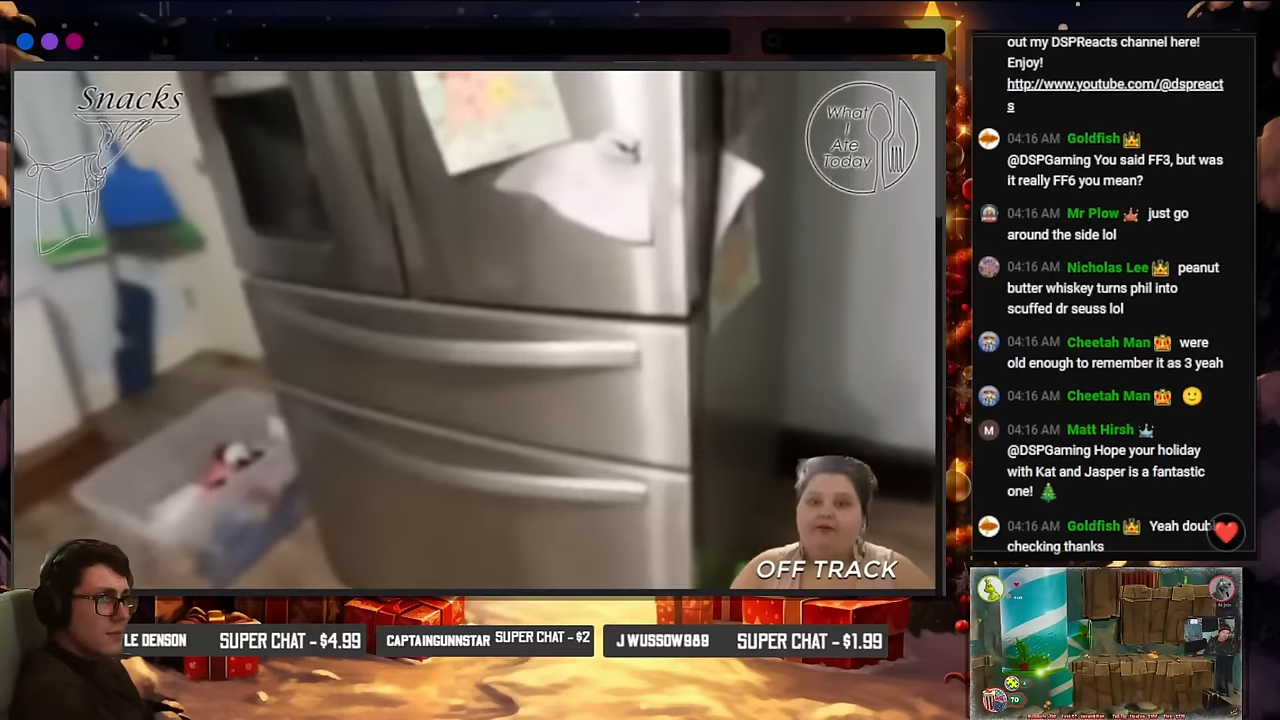 Snacks
What
I
Ate
Today
OFF TRACK
LE DENSON SUPER CHAT - $4.99
CAPTAINGUNNSTAR SUPER CHAT - $2
J WUSSOW989 SUPER CHAT - $1.99
out my DSPReacts channel here!
Enjoy!
http://www.youtube.com/@dspreact
s
04:16 AM Goldfish
@DSPGaming You said FF3, but was
it really FF6 you mean?
04:16 AM Mr Plow just go
around the side lol
04:16 AM Nicholas Lee peanut
butter whiskey turns phil into
scuffed dr seuss lol
04:16 AM Cheetah Man were
old enough to remember it as 3 yeah
04:16 AM Cheetah Man 🙂
M 04:16 AM Matt Hirsh
@DSPGaming Hope your holiday
with Kat and Jasper is a fantastic
one! 🎄
04:16 AM Goldfish Yeah doubl
checking thanks
70